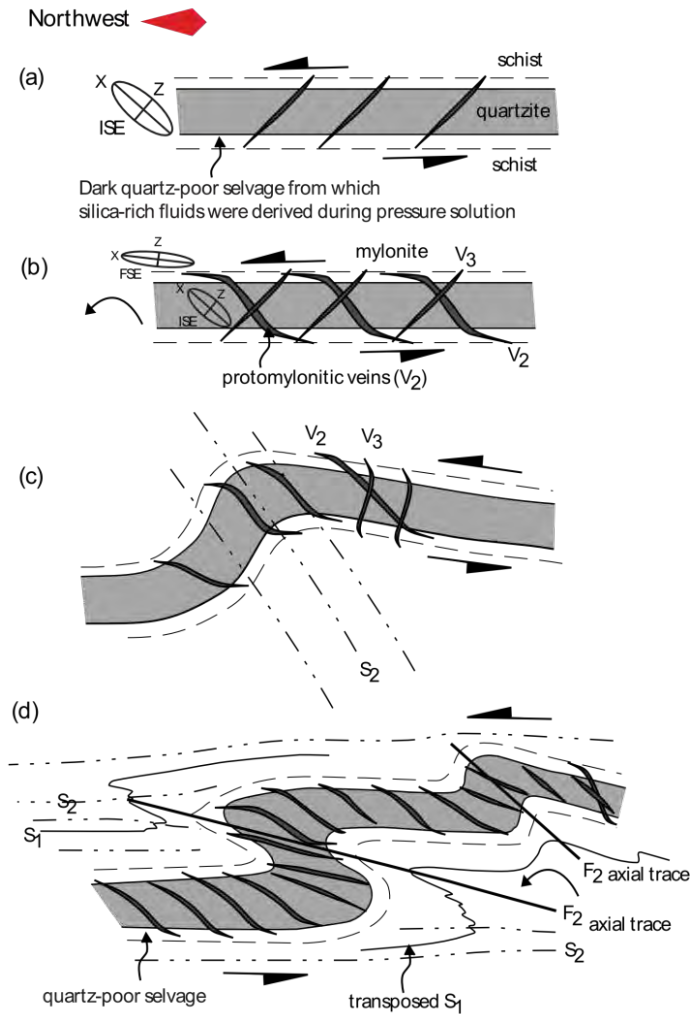 Northwest
(a)
schist
X
Z
ISE
quartzite
schist
Dark quartz-poor selvage from which
silica-rich fluids were derived during pressure solution
(b)
X
Z
FSE
mylonite
V3
X
Z
ISE
protomylonitic veins (V2)
V2
(c)
V2
V3
S2
(d)
S2
S1
F2 axial trace
F2 axial trace
S2
quartz-poor selvage
transposed S1